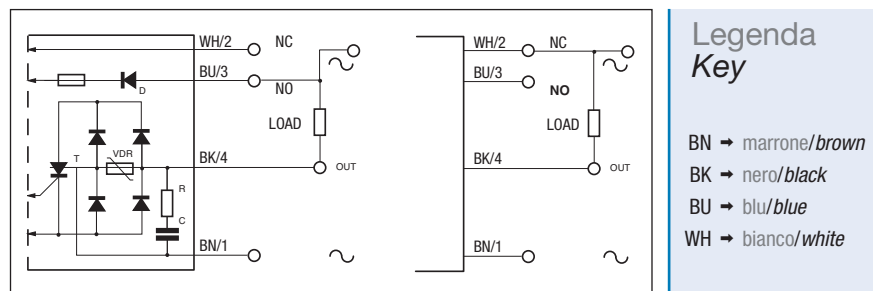 WH/2 NC
BU/3
NO
D
LOAD
T
VDR
BK/4
OUT
R
C
BN/1
WH/2 NC
BU/3
NO
LOAD
BK/4
OUT
BN/1
Legenda
Key
BN ➡ marrone/brown
BK ➡ nero/black
BU ➡ blu/blue
WH ➡ bianco/white